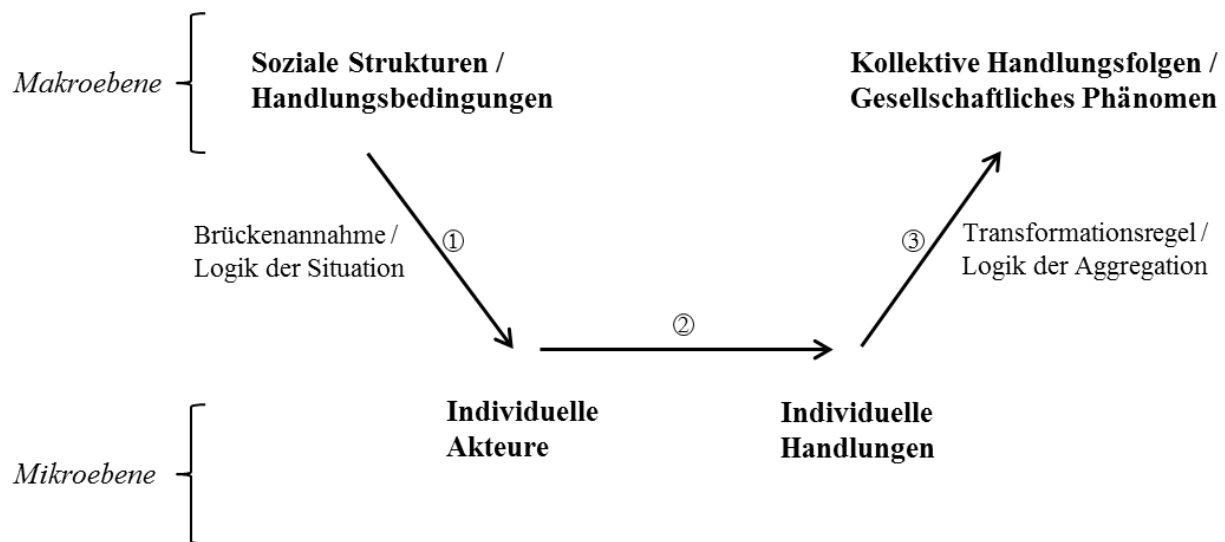 Makroebene
Soziale Strukturen /
Handlungsbedingungen
Kollektive Handlungsfolgen /
Gesellschaftliches Phänomen
Brückenannahme /
Logik der Situation
①
②
③
Transformationsregel /
Logik der Aggregation
Mikroebene
Individuelle
Akteure
Individuelle
Handlungen